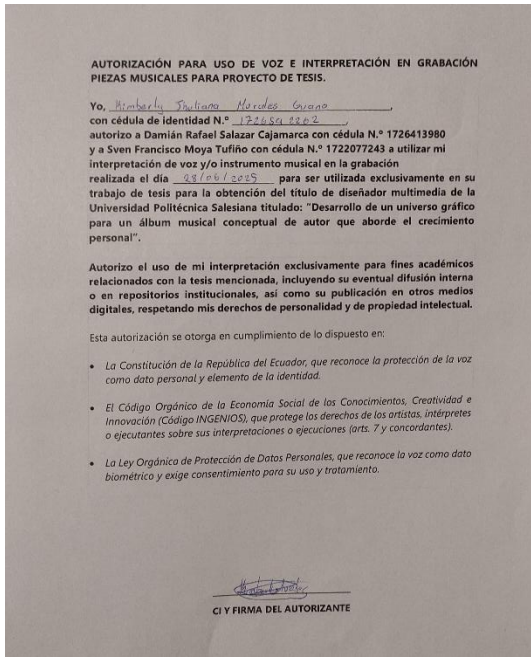 AUTORIZACIÓN PARA USO DE VOZ E INTERPRETACIÓN EN GRABACIÓN
PIEZAS MUSICALES PARA PROYECTO DE TESIS.
Yo, Kimberly Jhuliana Morales Guano,
con cédula de identidad N.º
autorizo a Damián Rafael Salazar Cajamarca con cédula N.º 1726413980
y a Sven Francisco Moya Tufiño con cédula N.º 1722077243 a utilizar mi
interpretación de voz y/o instrumento musical en la grabación
realizada el día 28/06/2025 para ser utilizada exclusivamente en su
trabajo de tesis para la obtención del título de diseñador multimedia de la
Universidad Politécnica Salesiana titulado: "Desarrollo de un universo gráfico
para un álbum musical conceptual de autor que aborde el crecimiento
personal".
Autorizo el uso de mi interpretación exclusivamente para fines académicos
relacionados con la tesis mencionada, incluyendo su eventual difusión interna
o en repositorios institucionales, así como su publicación en otros medios
digitales, respetando mis derechos de personalidad y de propiedad intelectual.
Esta autorización se otorga en cumplimiento de lo dispuesto en:
• La Constitución de la República del Ecuador, que reconoce la protección de la voz
como dato personal y elemento de la identidad.
• El Código Orgánico de la Economía Social de los Conocimientos, Creatividad e
Innovación (Código INGENIOS), que protege los derechos de los artistas, intérpretes
o ejecutantes sobre sus interpretaciones o ejecuciones (arts. 7 y concordantes).
• La Ley Orgánica de Protección de Datos Personales, que reconoce la voz como dato
biométrico y exige consentimiento para su uso y tratamiento.
CI Y FIRMA DEL AUTORIZANTE